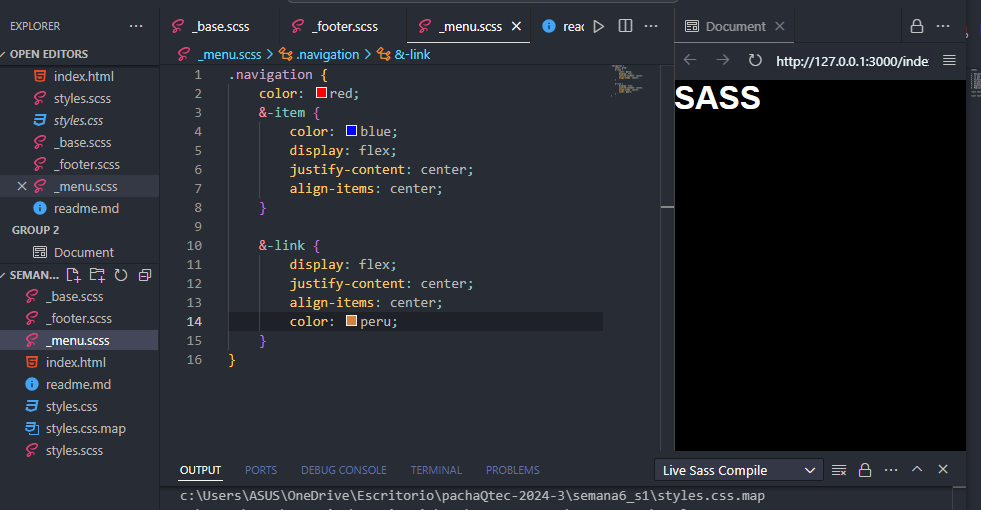 EXPLORER
OPEN EDITORS
index.html
styles.scss
styles.css
_base.scss
_footer.scss
_menu.scss
readme.md
GROUP 2
Document
SEMAN...
_base.scss
_footer.scss
_menu.scss
index.html
readme.md
styles.css
styles.css.map
styles.scss
_base.scss _footer.scss _menu.scss rea
_menu.scss > .navigation > &-link
1 .navigation {
2 color: red;
3 &-item {
4 color: blue;
5 display: flex;
6 justify-content: center;
7 align-items: center;
8 }
9
10 &-link {
11 display: flex;
12 justify-content: center;
13 align-items: center;
14 color: peru;
15 }
16 }
Document
http://127.0.0.1:3000/inde
SASS
OUTPUT PORTS DEBUG CONSOLE TERMINAL PROBLEMS Live Sass Compile
c:\Users\ASUS\OneDrive\Escritorio\pachaQtec-2024-3\semana6_s1\styles.css.map